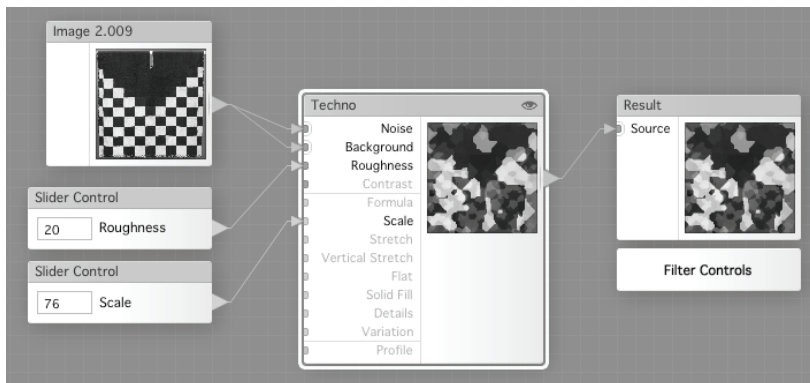 Image 2.009
Slider Control
20 Roughness
Slider Control
76 Scale
Techno
Noise
Background
Roughness
Contrast
Formula
Scale
Stretch
Vertical Stretch
Flat
Solid Fill
Details
Variation
Profile
Result
Source
Filter Controls